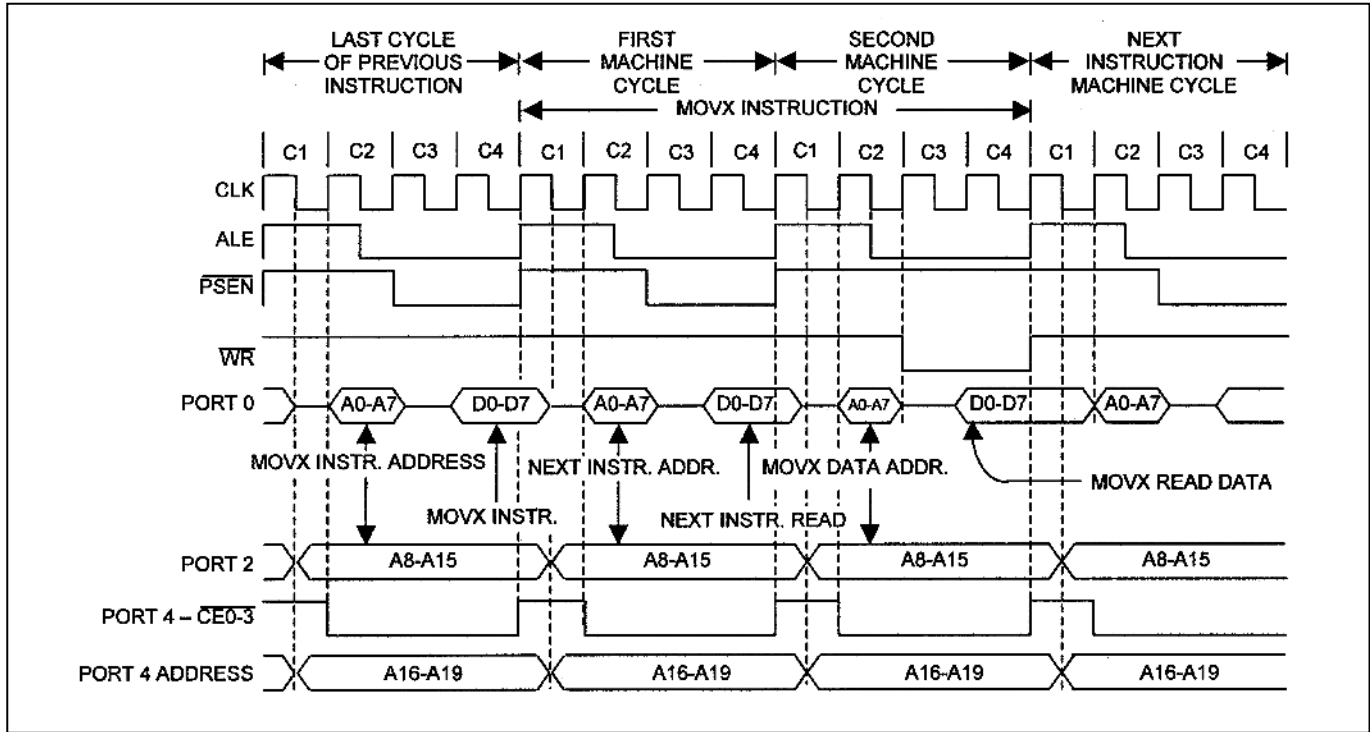 LAST CYCLE
OF PREVIOUS
INSTRUCTION
FIRST
MACHINE
CYCLE
SECOND
MACHINE
CYCLE
NEXT
INSTRUCTION
MACHINE CYCLE
MOVX INSTRUCTION
C1 C2 C3 C4 C1 C2 C3 C4 C1 C2 C3 C4 C1 C2 C3 C4
CLK
ALE
PSEN
WR
PORT 0 A0-A7 D0-D7 A0-A7 D0-D7 A0-A7 D0-D7 A0-A7
MOVX INSTR. ADDRESS NEXT INSTR. ADDR. MOVX DATA ADDR.
MOVX READ DATA
MOVX INSTR. NEXT INSTR. READ
PORT 2 A8-A15 A8-A15 A8-A15 A8-A15
PORT 4 – CE0-3
PORT 4 ADDRESS A16-A19 A16-A19 A16-A19 A16-A19